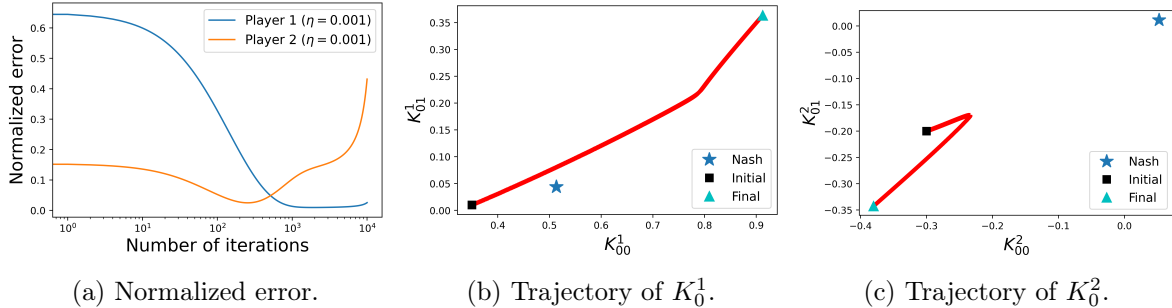 Normalized error
0.6
0.5
0.4
0.3
0.2
0.1
0.0
Player 1 (η = 0.001)
Player 2 (η = 0.001)
10⁰
10¹
10²
10³
10⁴
Number of iterations
(a) Normalized error.
K¹₀₁
0.35
0.30
0.25
0.20
0.15
0.10
0.05
0.00
Nash
Initial
Final
0.4
0.5
0.6
0.7
0.8
0.9
K¹₀₀
(b) Trajectory of K¹₀.
K²₀₁
0.00
−0.05
−0.10
−0.15
−0.20
−0.25
−0.30
−0.35
Nash
Initial
Final
−0.4
−0.3
−0.2
−0.1
0.0
K²₀₀
(c) Trajectory of K²₀.